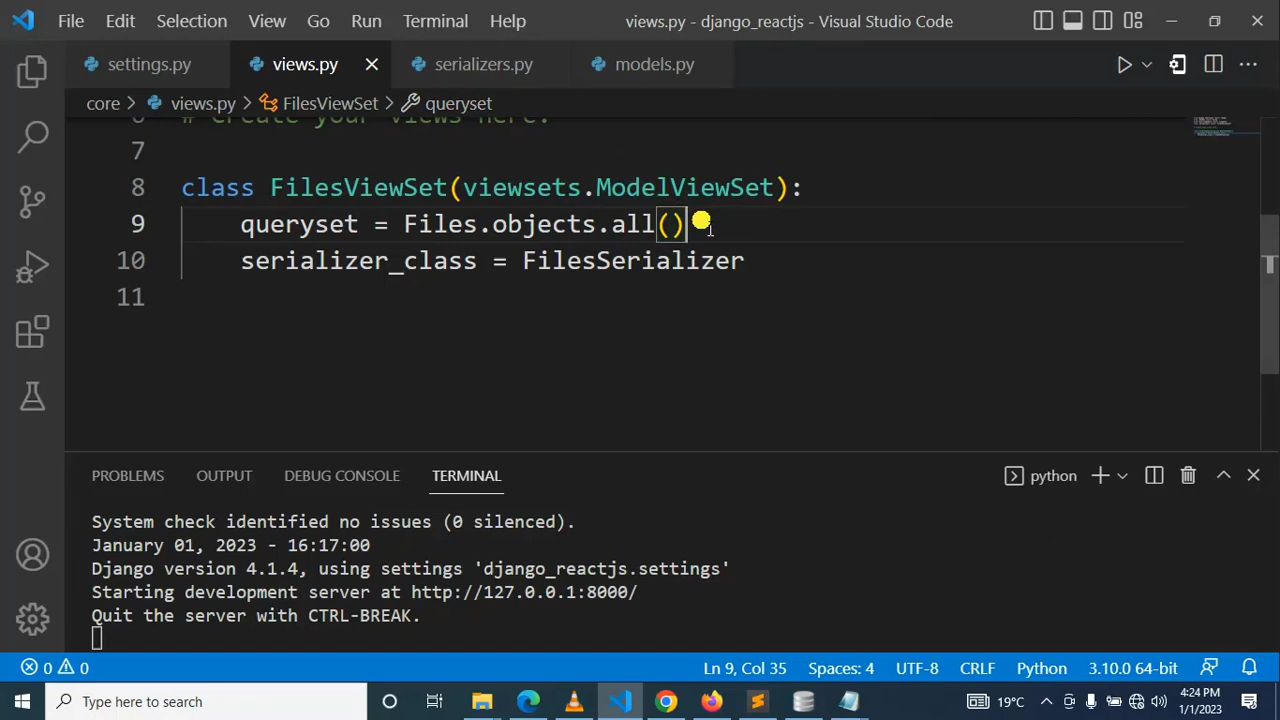 File Edit Selection View Go Run Terminal Help views.py - django_reactjs - Visual Studio Code
settings.py views.py serializers.py models.py
core > views.py > FilesViewSet > queryset
6 # Create your views here.
7
8 class FilesViewSet(viewsets.ModelViewSet):
9 queryset = Files.objects.all()
10 serializer_class = FilesSerializer
11
PROBLEMS OUTPUT DEBUG CONSOLE TERMINAL python
System check identified no issues (0 silenced).
January 01, 2023 - 16:17:00
Django version 4.1.4, using settings 'django_reactjs.settings'
Starting development server at http://127.0.0.1:8000/
Quit the server with CTRL-BREAK.
0 0 Ln 9, Col 35 Spaces: 4 UTF-8 CRLF Python 3.10.0 64-bit
Type here to search 19°C 4:24 PM
1/1/2023